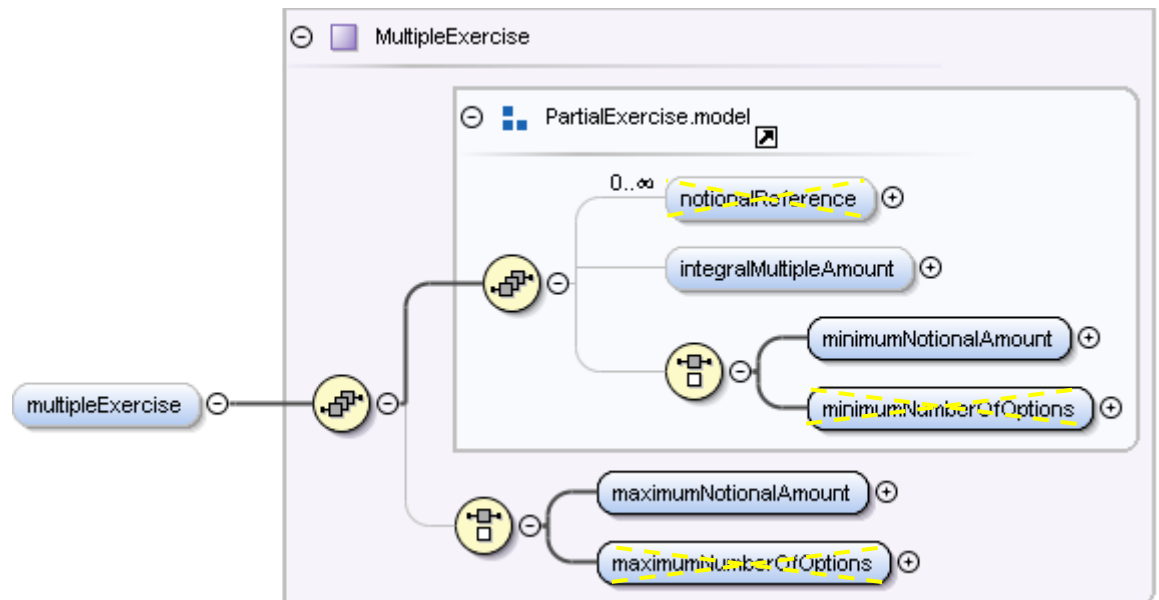 MultipleExercise
PartialExercise.model
0..∞
notionalReference
integralMultipleAmount
minimumNotionalAmount
multipleExercise
minimumNumberOfOptions
maximumNotionalAmount
maximumNumberOfOptions